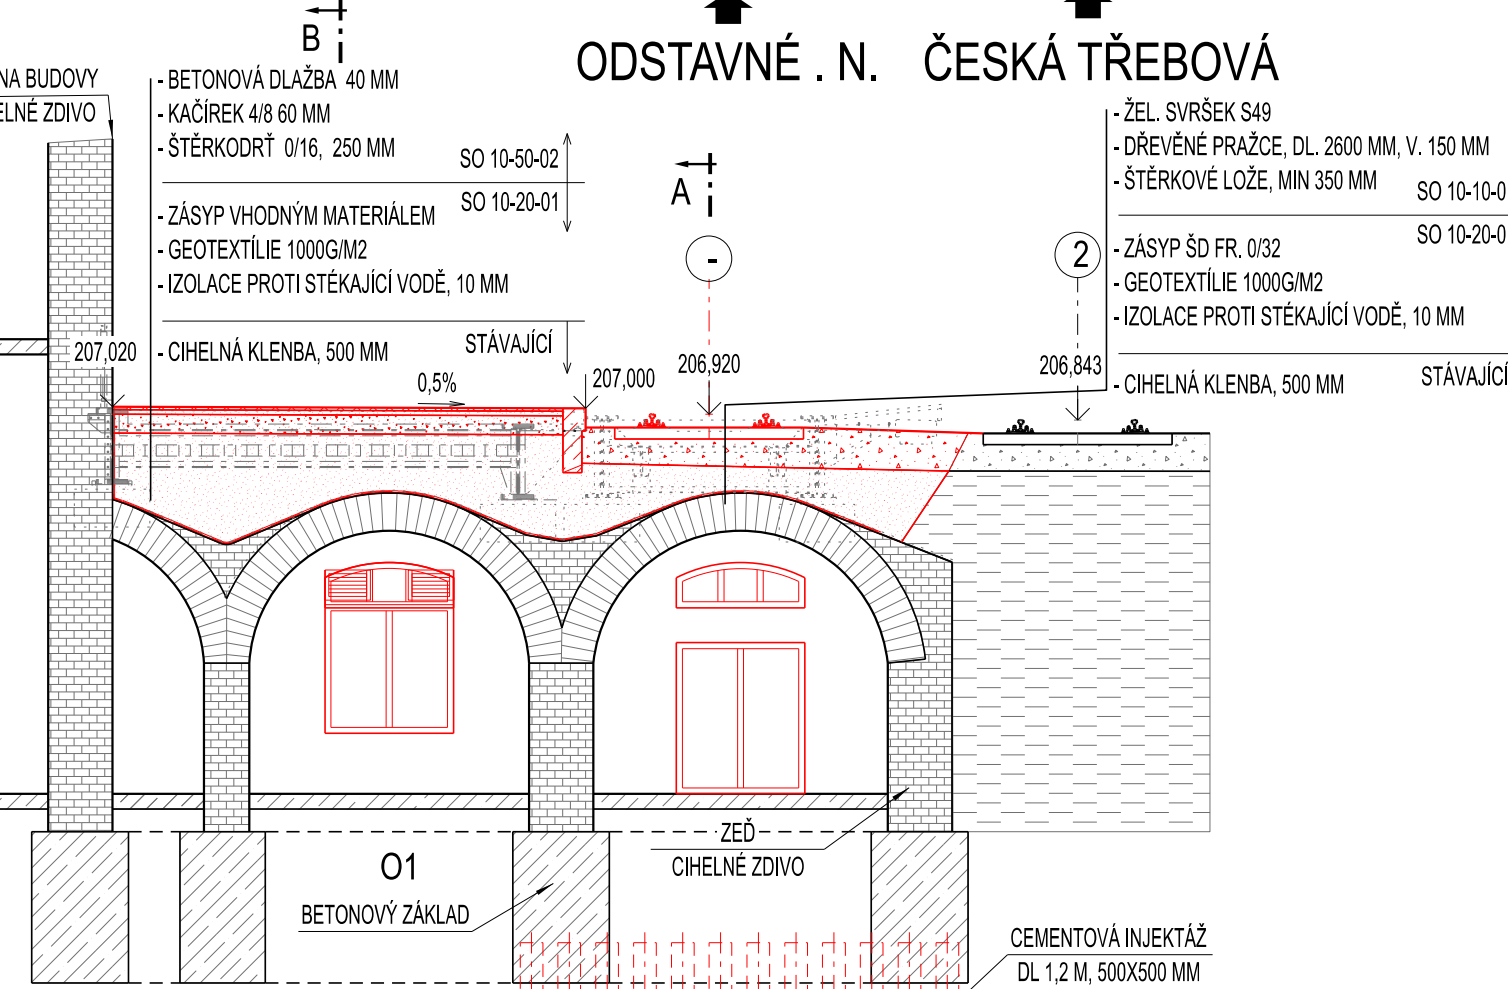 B
ODSTAVNÉ . N.
ČESKÁ TŘEBOVÁ
NA BUDOVY
ELNÉ ZDIVO
- BETONOVÁ DLAŽBA 40 MM
- KAČÍREK 4/8 60 MM
- ŠTĚRKODRŤ 0/16, 250 MM
SO 10-50-02
SO 10-20-01
- ZÁSYP VHODNÝM MATERIÁLEM
- GEOTEXTÍLIE 1000G/M2
- IZOLACE PROTI STÉKAJÍCÍ VODĚ, 10 MM
STÁVAJÍCÍ
- CIHELNÁ KLENBA, 500 MM
A
-
2
- ŽEL. SVRŠEK S49
- DŘEVĚNÉ PRAŽCE, DL. 2600 MM, V. 150 MM
- ŠTĚRKOVÉ LOŽE, MIN 350 MM
SO 10-10-0
SO 10-20-0
- ZÁSYP ŠD FR. 0/32
- GEOTEXTÍLIE 1000G/M2
- IZOLACE PROTI STÉKAJÍCÍ VODĚ, 10 MM
STÁVAJÍCÍ
- CIHELNÁ KLENBA, 500 MM
207,020
0,5%
207,000
206,920
206,843
O1
BETONOVÝ ZÁKLAD
ZEĎ
CIHELNÉ ZDIVO
CEMENTOVÁ INJEKTÁŽ
DL 1,2 M, 500X500 MM